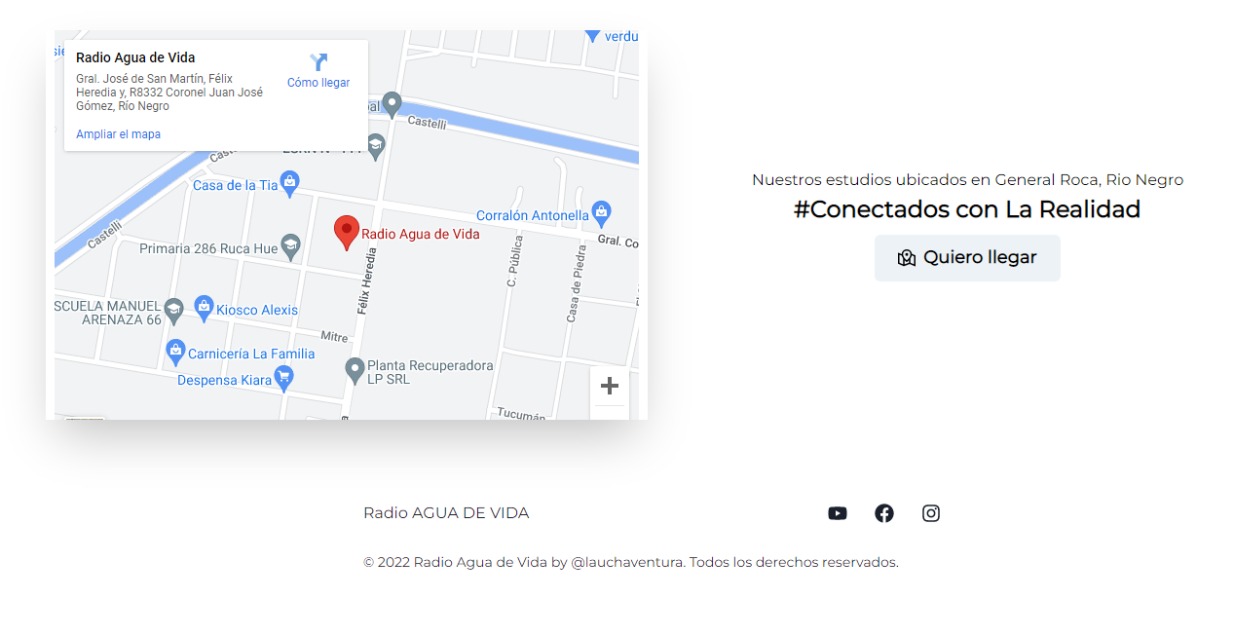 verdu
Radio Agua de Vida
Gral. José de San Martín, Félix
Heredia y, R8332 Coronel Juan José
Gómez, Río Negro
Cómo llegar
Ampliar el mapa
Castelli
Casa de la Tia
Corralón Antonella
Radio Agua de Vida
Gral. Co
Castelli
Primaria 286 Ruca Hue
C. Pública
Casa de Piedra
Félix Heredia
SCUELA MANUEL
ARENAZA 66
Kiosco Alexis
Mitre
Carnicería La Familia
Planta Recuperadora
LP SRL
Despensa Kiara
Tucumán
Nuestros estudios ubicados en General Roca, Rio Negro
#Conectados con La Realidad
Quiero llegar
Radio AGUA DE VIDA
© 2022 Radio Agua de Vida by @lauchaventura. Todos los derechos reservados.